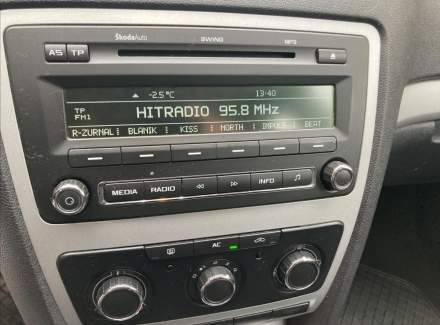 ŠkodaAuto SWING MP3
AS TP
-2.5°C 13:40
TP HITRADIO 95.8 MHz
FM1
R-ZURNAL BLANIK KISS NORTH IMPULS BEAT
MEDIA RADIO INFO
AC